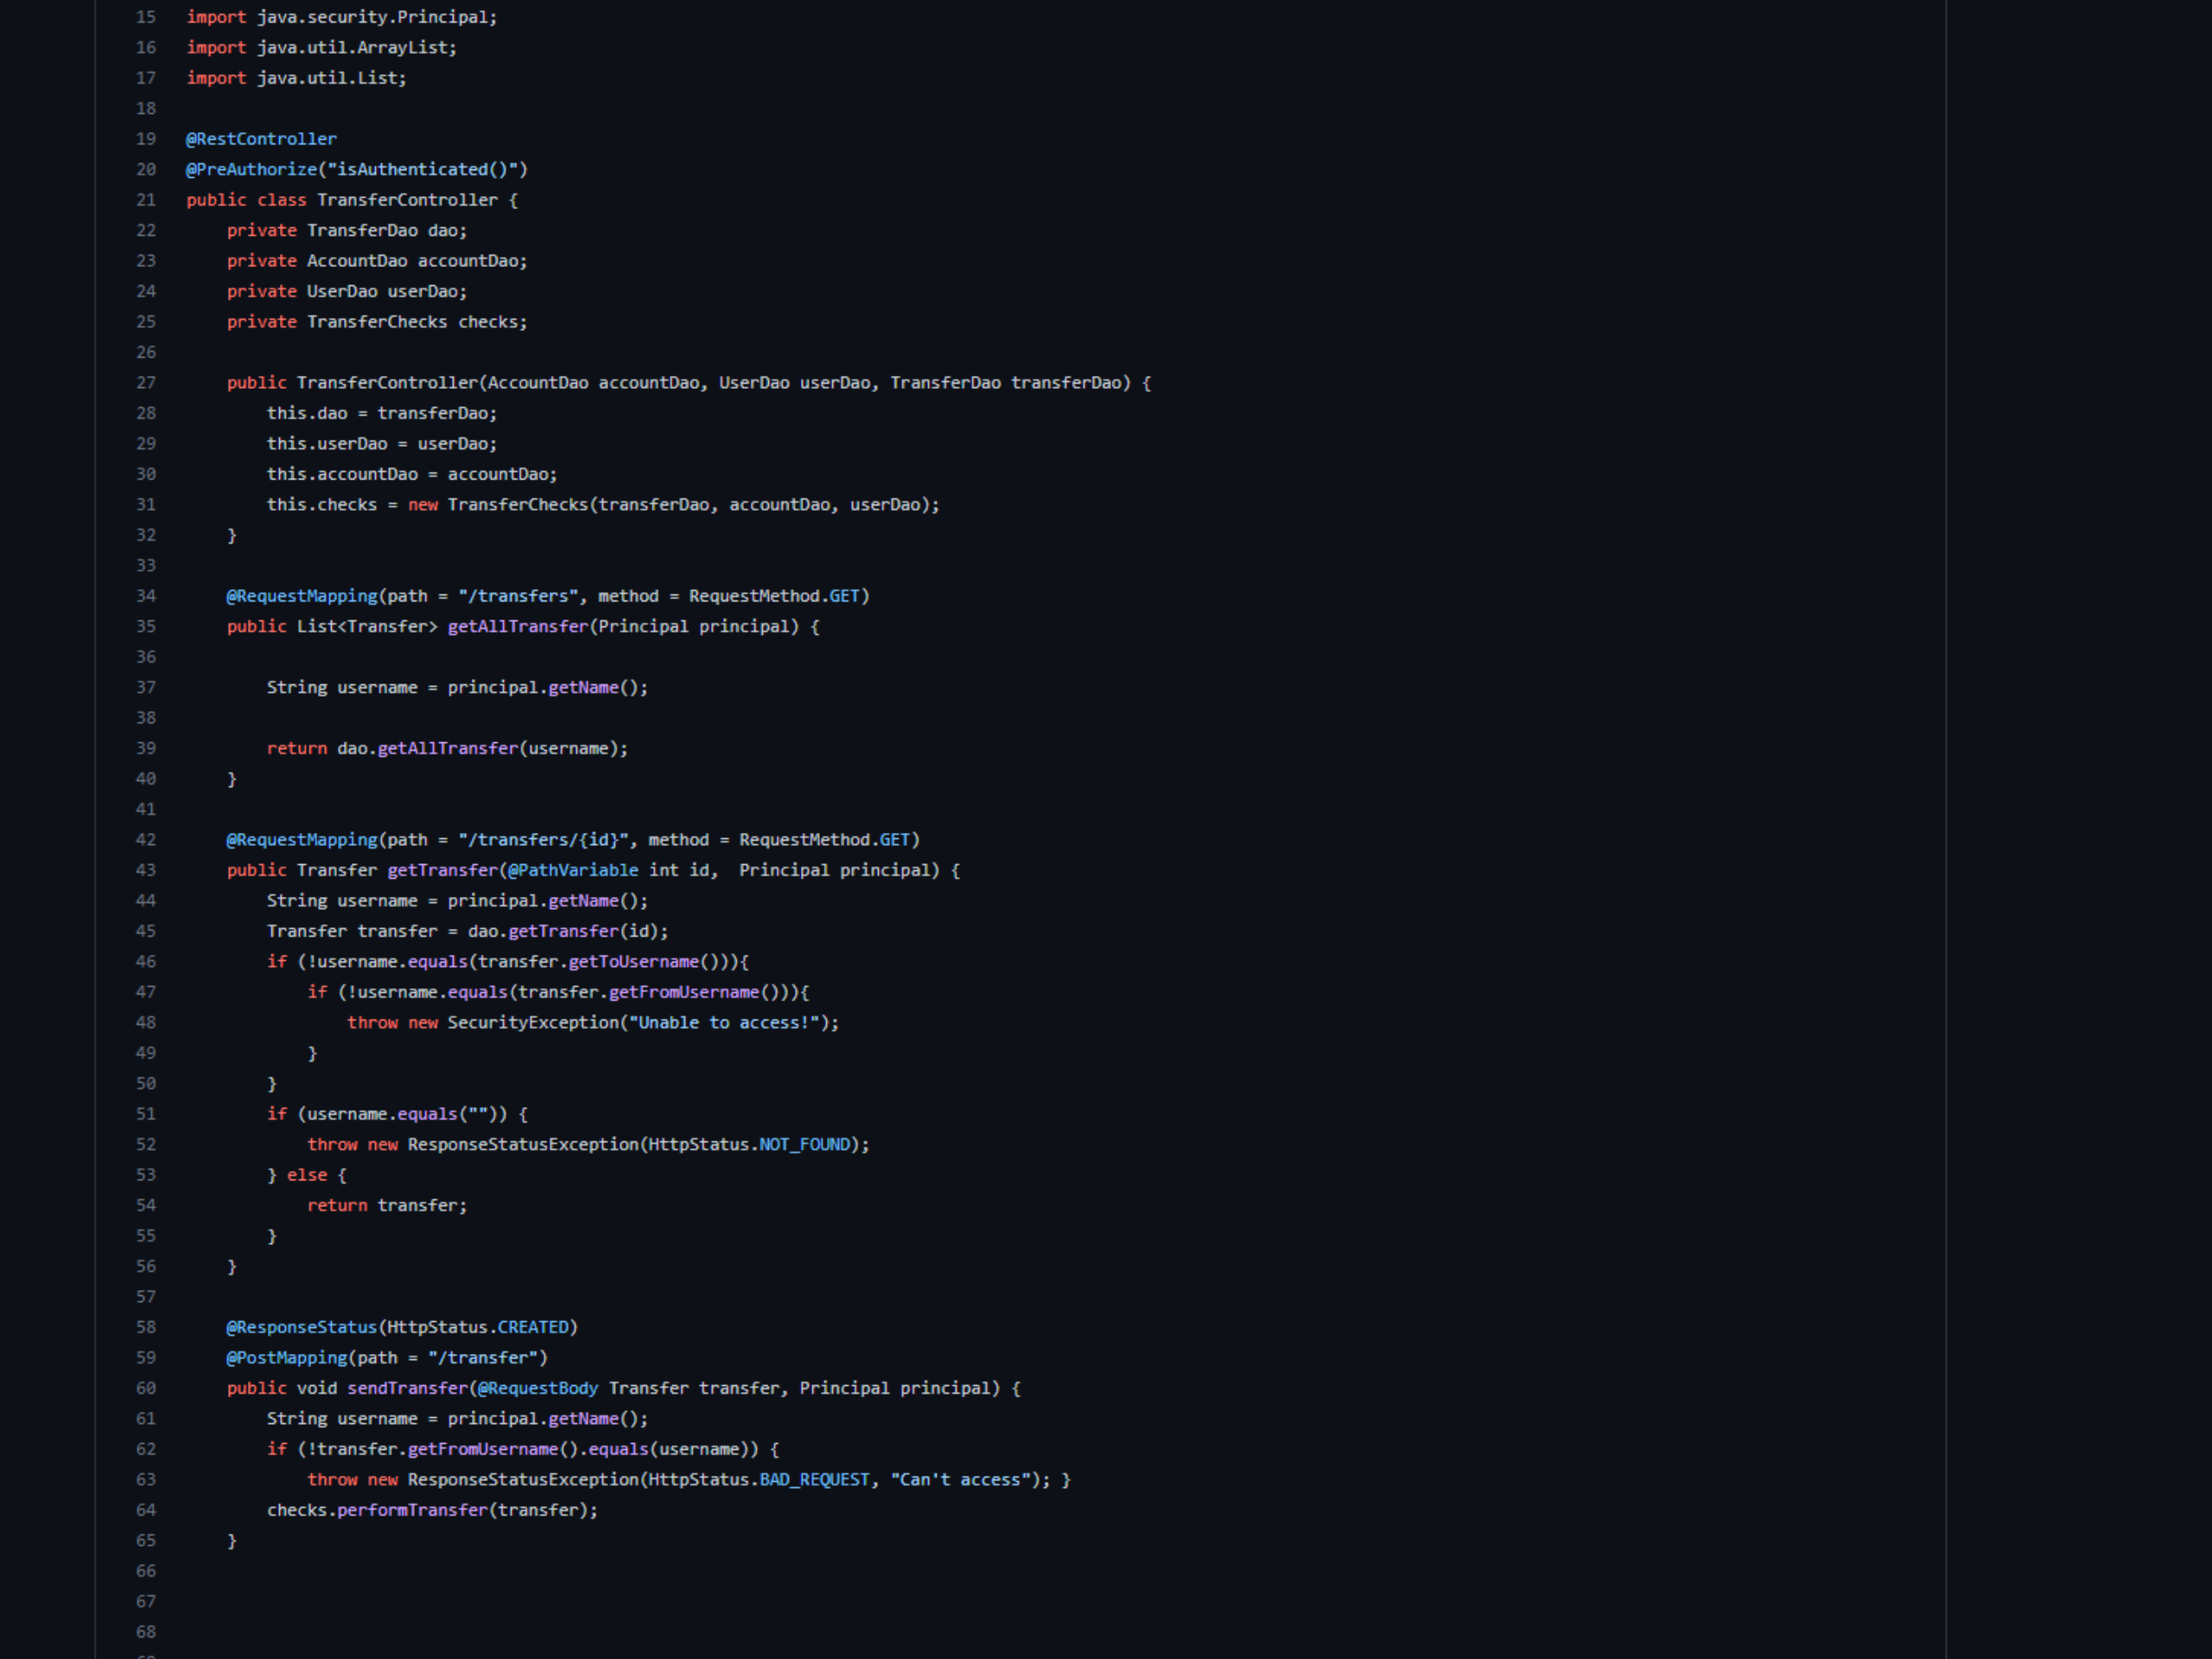 15 import java.security.Principal;
16 import java.util.ArrayList;
17 import java.util.List;
18
19 @RestController
20 @PreAuthorize("isAuthenticated()")
21 public class TransferController {
22     private TransferDao dao;
23     private AccountDao accountDao;
24     private UserDao userDao;
25     private TransferChecks checks;
26
27     public TransferController(AccountDao accountDao, UserDao userDao, TransferDao transferDao) {
28         this.dao = transferDao;
29         this.userDao = userDao;
30         this.accountDao = accountDao;
31         this.checks = new TransferChecks(transferDao, accountDao, userDao);
32     }
33
34     @RequestMapping(path = "/transfers", method = RequestMethod.GET)
35     public List<Transfer> getAllTransfer(Principal principal) {
36
37         String username = principal.getName();
38
39         return dao.getAllTransfer(username);
40     }
41
42     @RequestMapping(path = "/transfers/{id}", method = RequestMethod.GET)
43     public Transfer getTransfer(@PathVariable int id,  Principal principal) {
44         String username = principal.getName();
45         Transfer transfer = dao.getTransfer(id);
46         if (!username.equals(transfer.getToUsername())){
47             if (!username.equals(transfer.getFromUsername())){
48                 throw new SecurityException("Unable to access!");
49             }
50         }
51         if (username.equals("")) {
52             throw new ResponseStatusException(HttpStatus.NOT_FOUND);
53         } else {
54             return transfer;
55         }
56     }
57
58     @ResponseStatus(HttpStatus.CREATED)
59     @PostMapping(path = "/transfer")
60     public void sendTransfer(@RequestBody Transfer transfer, Principal principal) {
61         String username = principal.getName();
62         if (!transfer.getFromUsername().equals(username)) {
63             throw new ResponseStatusException(HttpStatus.BAD_REQUEST, "Can't access"); }
64         checks.performTransfer(transfer);
65     }
66
67
68